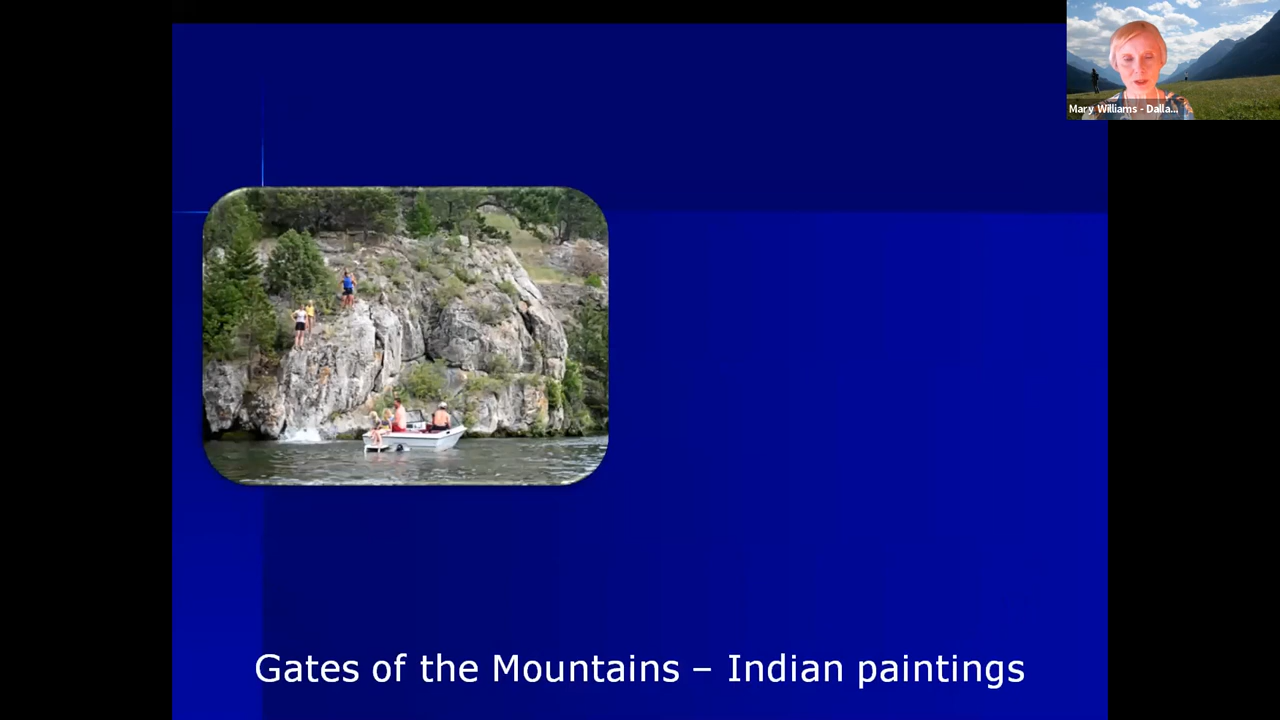 Mary Williams - Dalla...
Gates of the Mountains – Indian paintings